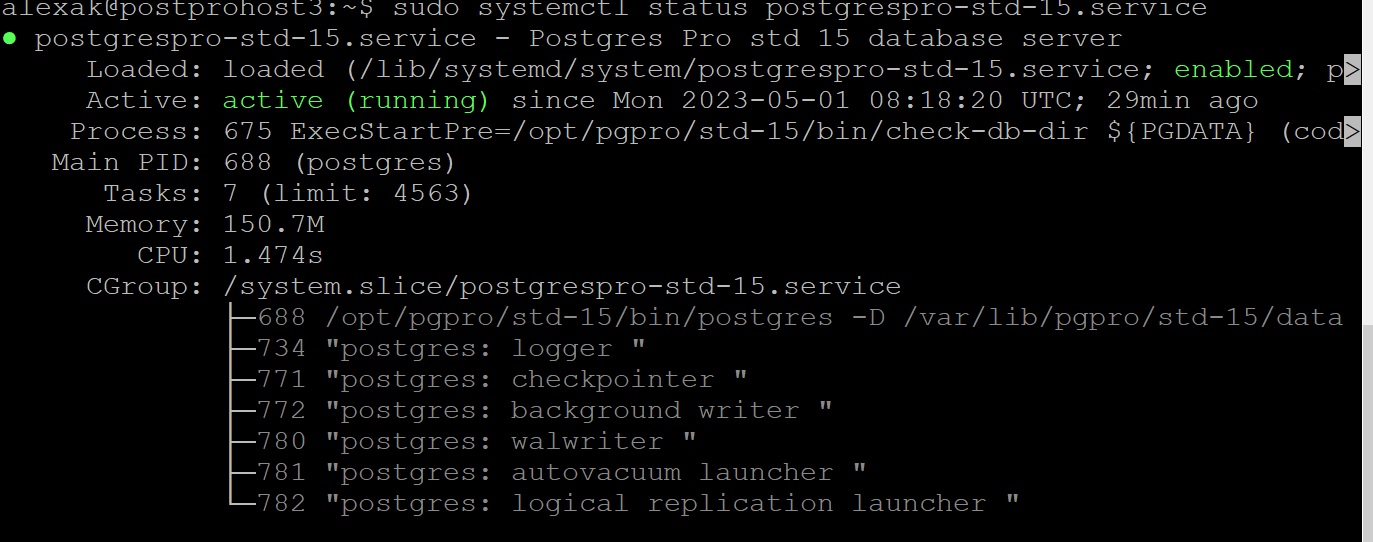 alexak@postprohost3:~$ sudo systemctl status postgrespro-std-15.service
● postgrespro-std-15.service - Postgres Pro std 15 database server
Loaded: loaded (/lib/systemd/system/postgrespro-std-15.service; enabled; p>
Active: active (running) since Mon 2023-05-01 08:18:20 UTC; 29min ago
Process: 675 ExecStartPre=/opt/pgpro/std-15/bin/check-db-dir ${PGDATA} (cod>
Main PID: 688 (postgres)
Tasks: 7 (limit: 4563)
Memory: 150.7M
CPU: 1.474s
CGroup: /system.slice/postgrespro-std-15.service
├─688 /opt/pgpro/std-15/bin/postgres -D /var/lib/pgpro/std-15/data
├─734 "postgres: logger "
├─771 "postgres: checkpointer "
├─772 "postgres: background writer "
├─780 "postgres: walwriter "
├─781 "postgres: autovacuum launcher "
└─782 "postgres: logical replication launcher "